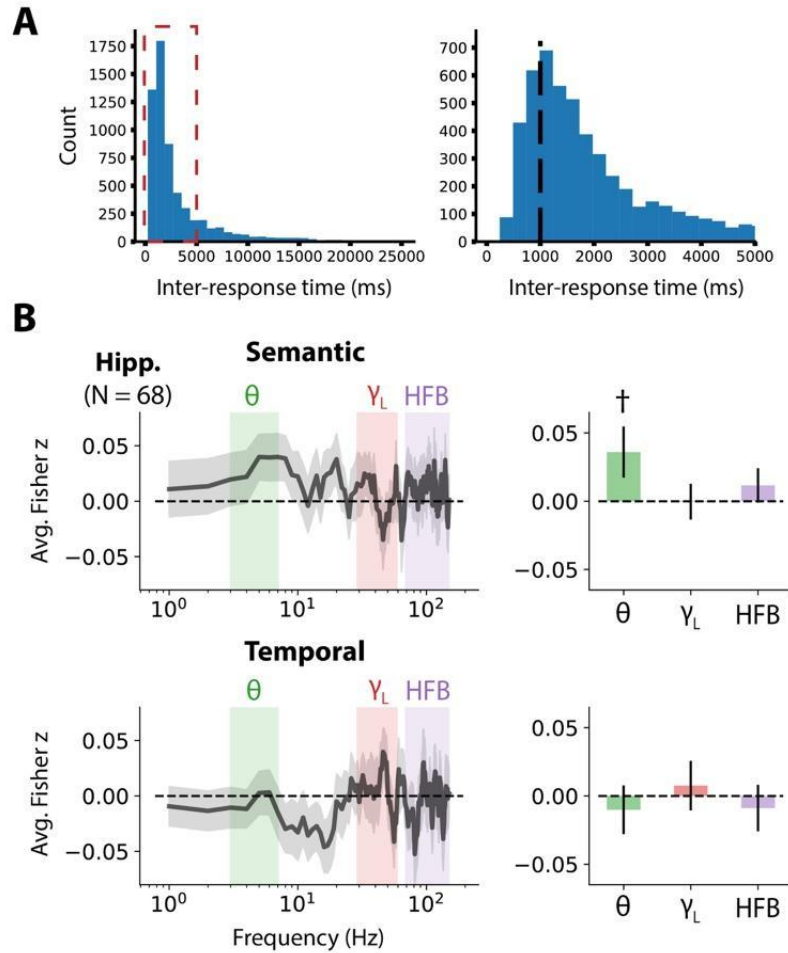 A
Count
1750
1500
1250
1000
750
500
250
0
0 5000 10000 15000 20000 25000
Inter-response time (ms)
700
600
500
400
300
200
100
0
0 1000 2000 3000 4000 5000
Inter-response time (ms)
B
Hipp.
(N = 68)
Semantic
θ γL HFB
Avg. Fisher z
0.05
0.00
−0.05
10⁰ 10¹ 10²
†
0.05
0.00
−0.05
θ γL HFB
Temporal
θ γL HFB
Avg. Fisher z
0.05
0.00
−0.05
10⁰ 10¹ 10²
Frequency (Hz)
0.05
0.00
−0.05
θ γL HFB